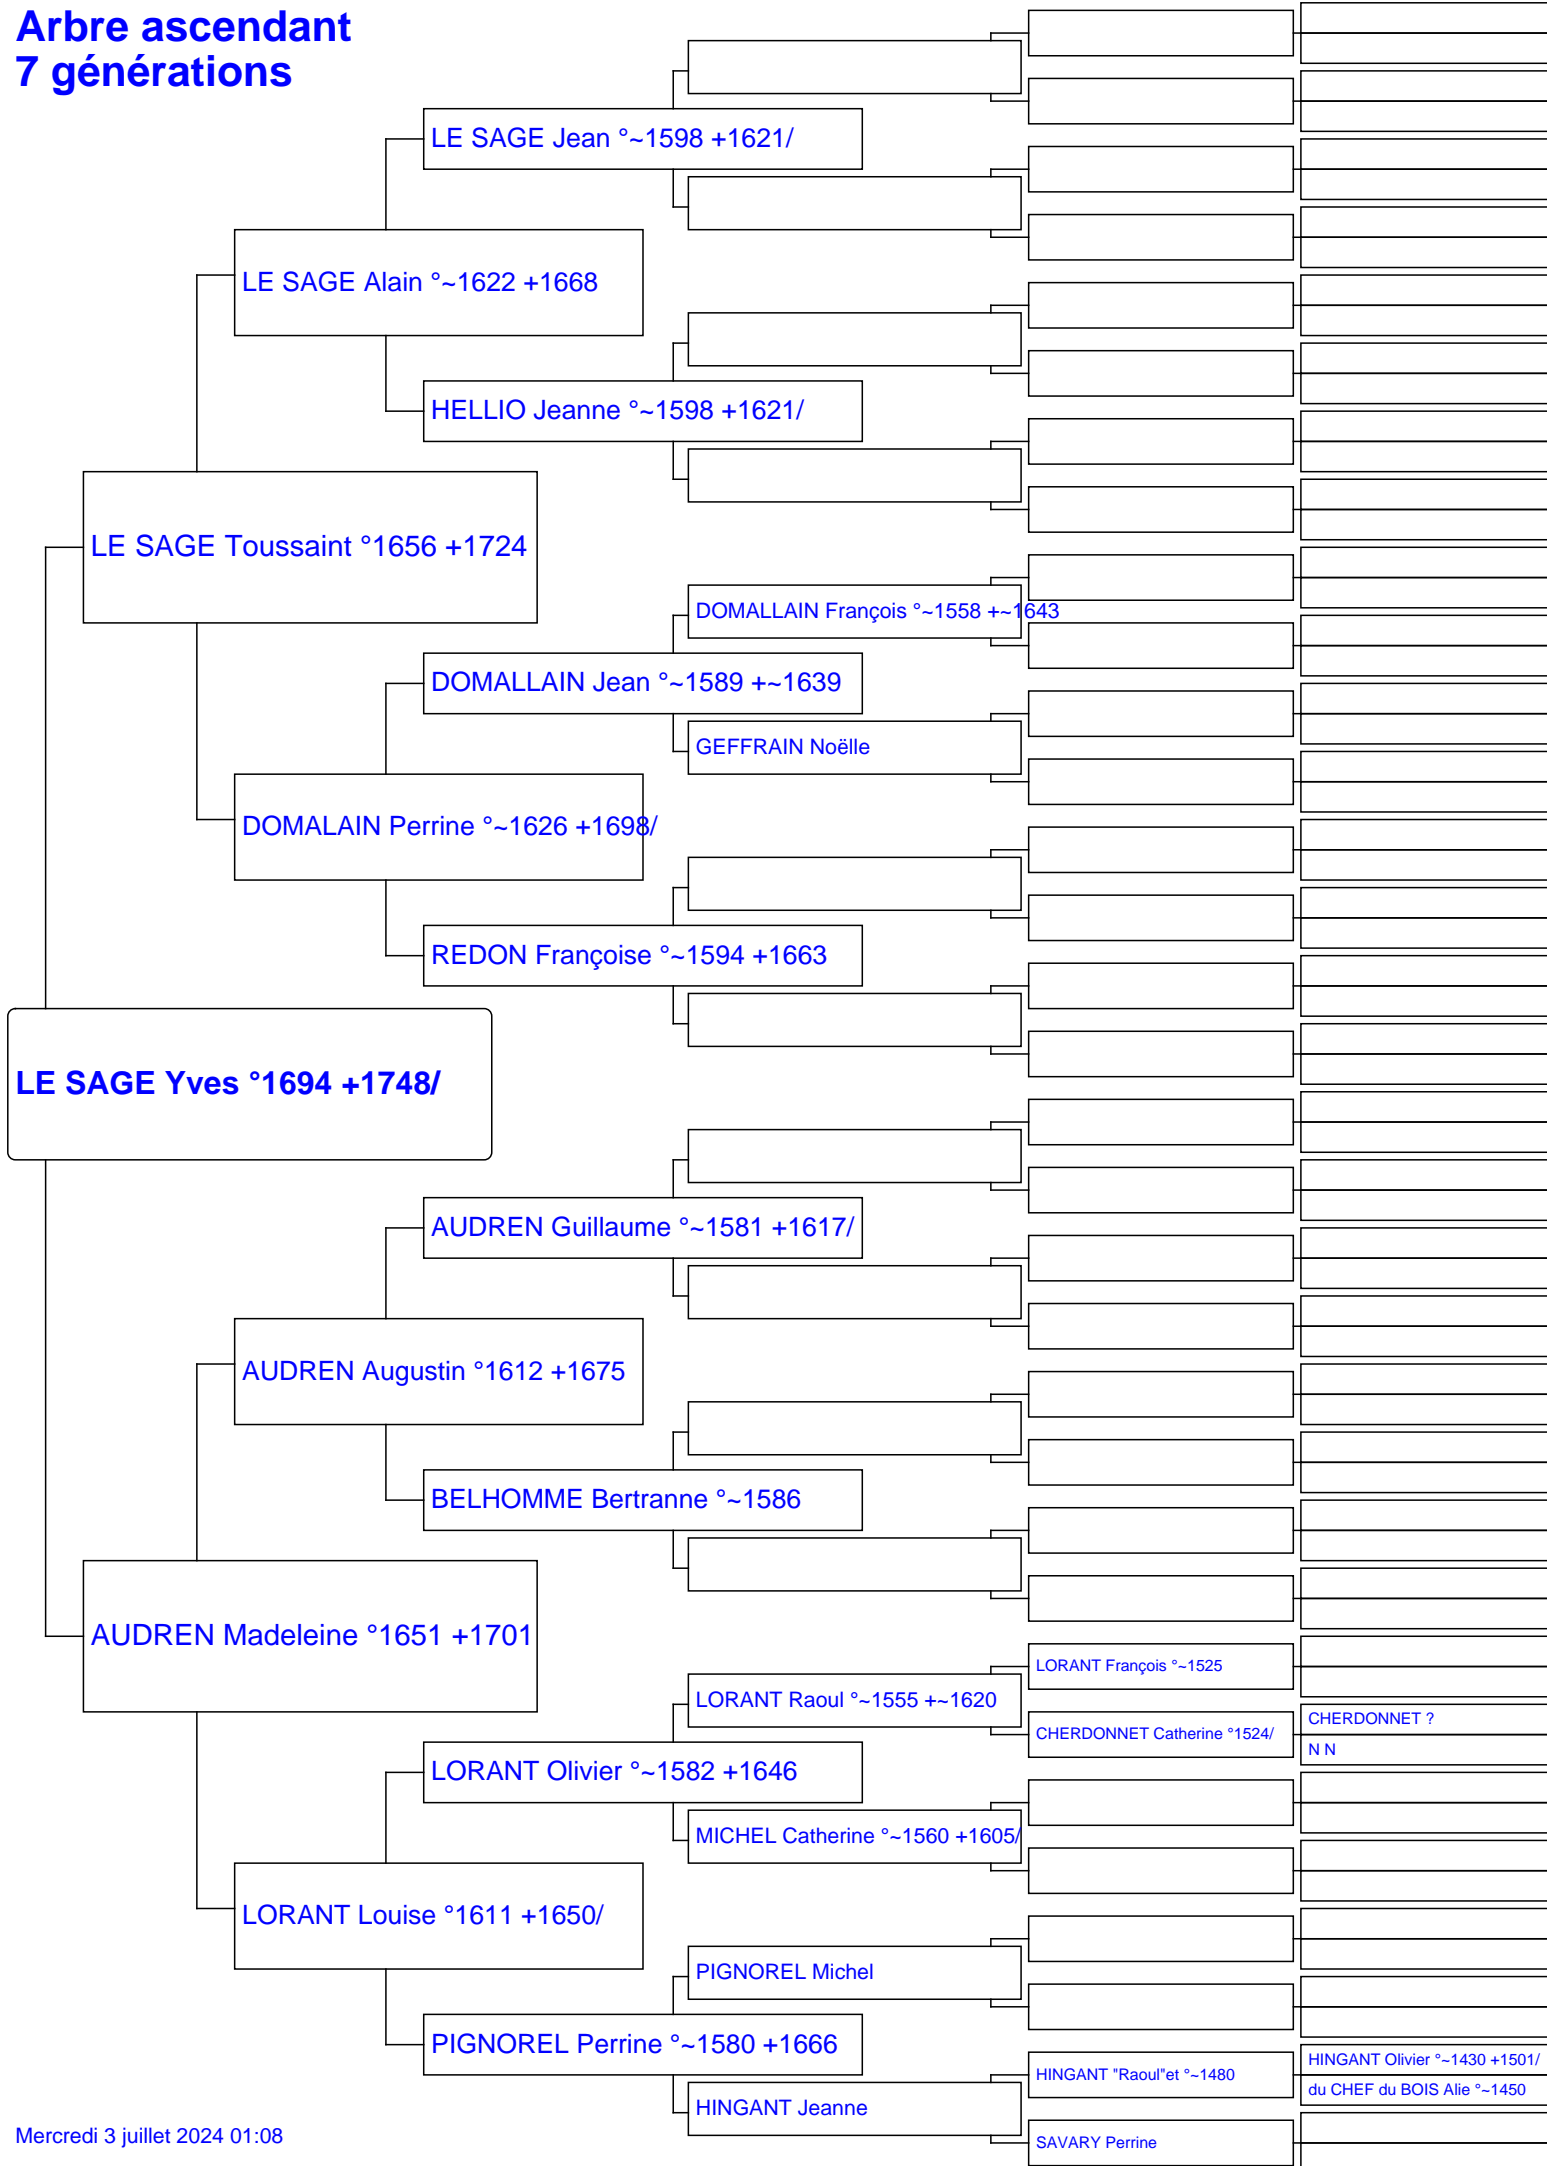 Arbre ascendant
7 générations
LE SAGE Jean °~1598 +1621/
LE SAGE Alain °~1622 +1668
HELLIO Jeanne °~1598 +1621/
LE SAGE Toussaint °1656 +1724
DOMALLAIN François °~1558 +~1643
DOMALLAIN Jean °~1589 +~1639
GEFFRAIN Noëlle
DOMALAIN Perrine °~1626 +1698/
REDON Françoise °~1594 +1663
LE SAGE Yves °1694 +1748/
AUDREN Guillaume °~1581 +1617/
AUDREN Augustin °1612 +1675
BELHOMME Bertranne °~1586
AUDREN Madeleine °1651 +1701
LORANT François °~1525
LORANT Raoul °~1555 +~1620
CHERDONNET ?
CHERDONNET Catherine °1524/
N N
LORANT Olivier °~1582 +1646
MICHEL Catherine °~1560 +1605/
LORANT Louise °1611 +1650/
PIGNOREL Michel
PIGNOREL Perrine °~1580 +1666
HINGANT Olivier °~1430 +1501/
HINGANT "Raoul"et °~1480
du CHEF du BOIS Alie °~1450
HINGANT Jeanne
SAVARY Perrine
Mercredi 3 juillet 2024 01:08